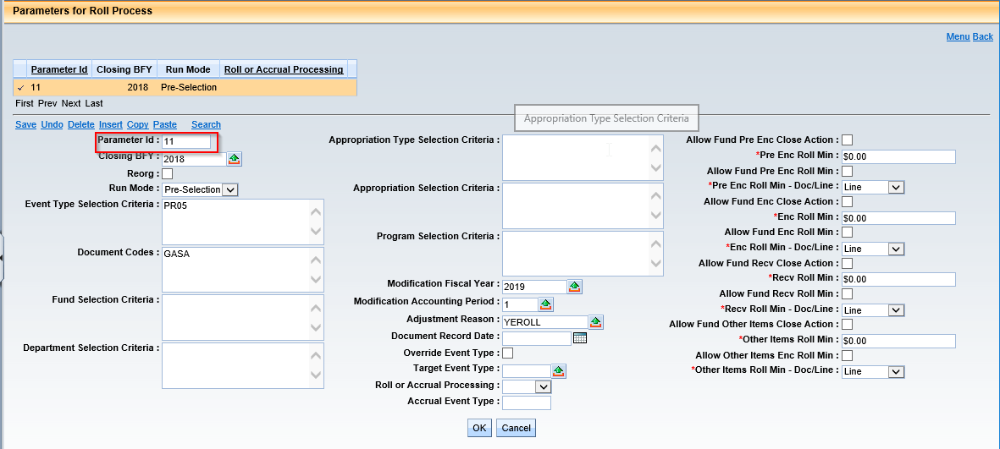 Parameters for Roll Process
Menu Back
Parameter Id Closing BFY Run Mode Roll or Accrual Processing
✓ 11 2018 Pre-Selection
First Prev Next Last
Save Undo Delete Insert Copy Paste Search
Appropriation Type Selection Criteria
Parameter Id : 11
Closing BFY : 2018
Reorg :
Run Mode : Pre-Selection
Event Type Selection Criteria : PR05
Document Codes : GASA
Fund Selection Criteria :
Department Selection Criteria :
Appropriation Type Selection Criteria :
Appropriation Selection Criteria :
Program Selection Criteria :
Modification Fiscal Year : 2019
Modification Accounting Period : 1
Adjustment Reason : YEROLL
Document Record Date :
Override Event Type :
Target Event Type :
Roll or Accrual Processing :
Accrual Event Type :
Allow Fund Pre Enc Close Action :
*Pre Enc Roll Min : $0.00
Allow Fund Pre Enc Roll Min :
*Pre Enc Roll Min - Doc/Line : Line
Allow Fund Enc Close Action :
*Enc Roll Min : $0.00
Allow Fund Enc Roll Min :
*Enc Roll Min - Doc/Line : Line
Allow Fund Recv Close Action :
*Recv Roll Min : $0.00
Allow Fund Recv Roll Min :
*Recv Roll Min - Doc/Line : Line
Allow Fund Other Items Close Action :
*Other Items Roll Min : $0.00
Allow Other Items Enc Roll Min :
*Other Items Roll Min - Doc/Line : Line
OK Cancel